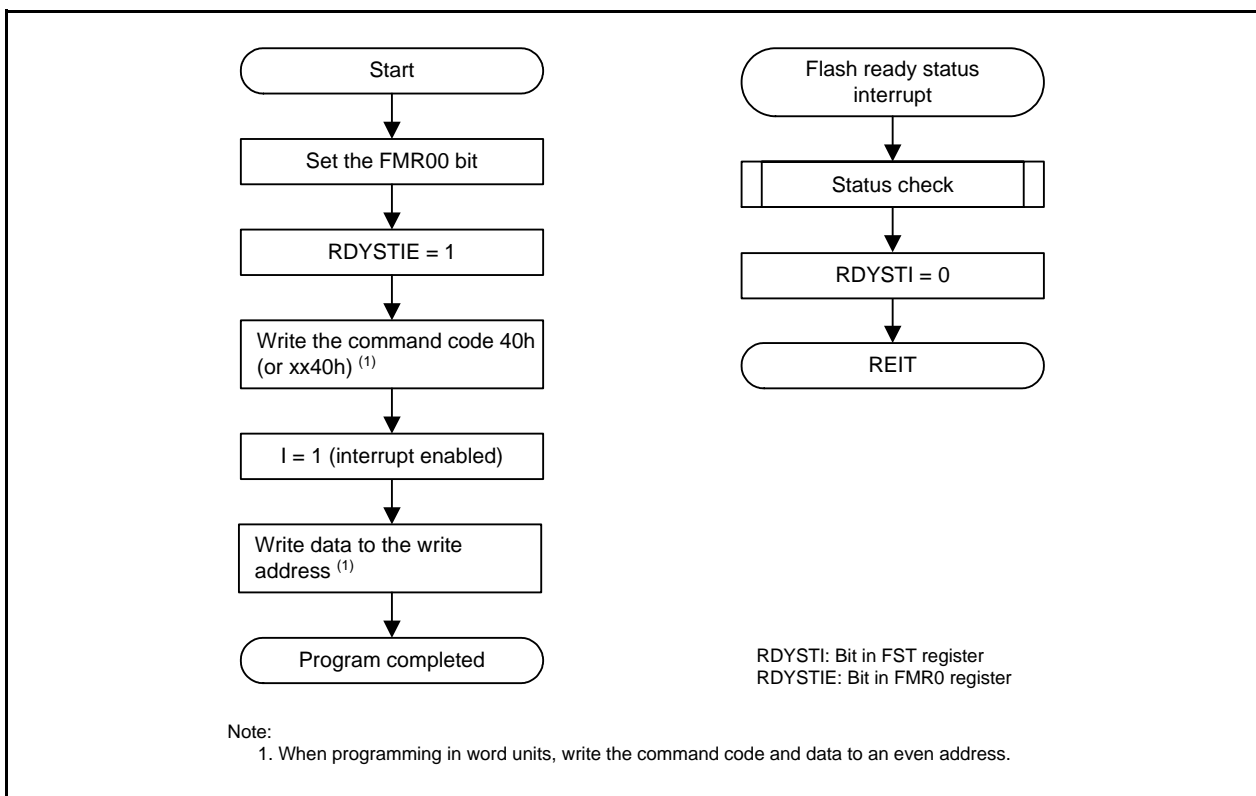 Start
Set the FMR00 bit
RDYSTIE = 1
Write the command code 40h
(or xx40h) (1)
I = 1 (interrupt enabled)
Write data to the write
address (1)
Program completed
Flash ready status
interrupt
Status check
RDYSTI = 0
REIT
RDYSTI: Bit in FST register
RDYSTIE: Bit in FMR0 register
Note:
1. When programming in word units, write the command code and data to an even address.